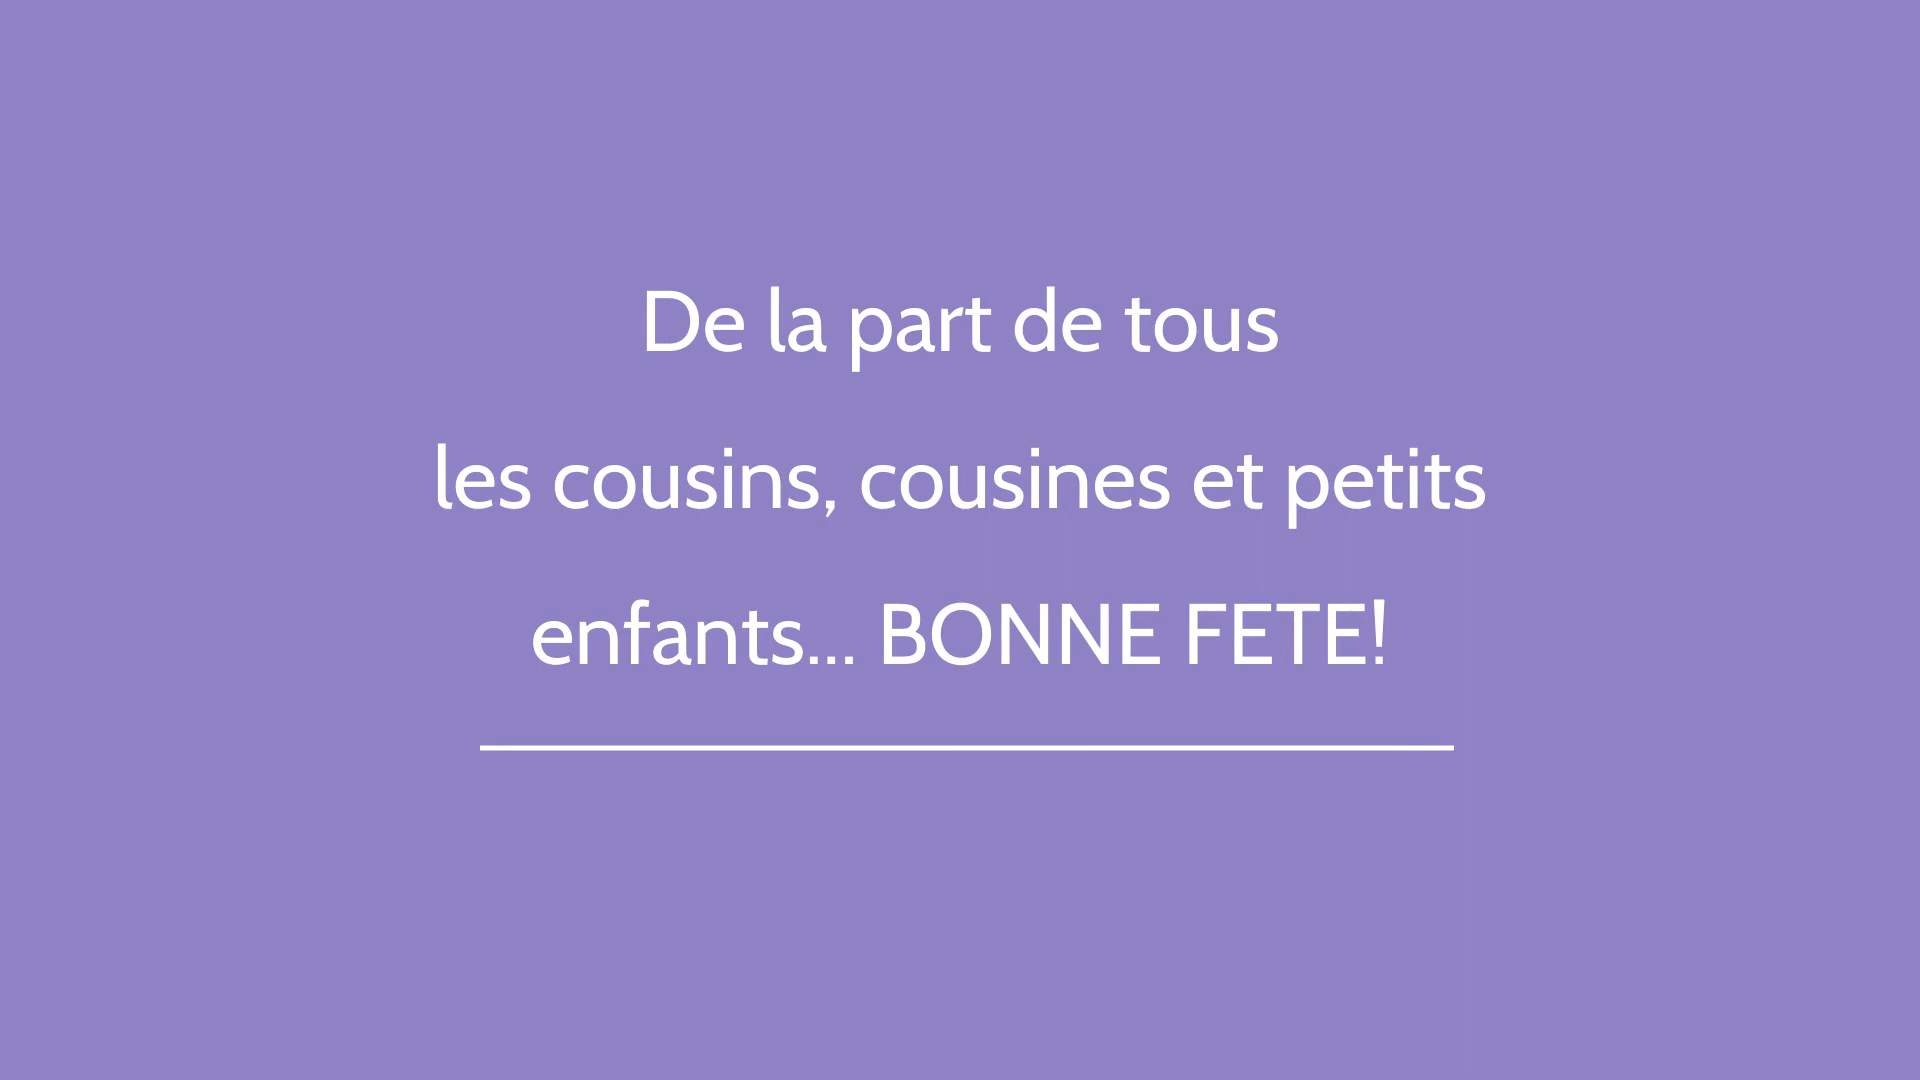 De la part de tous
les cousins, cousines et petits
enfants... BONNE FETE!